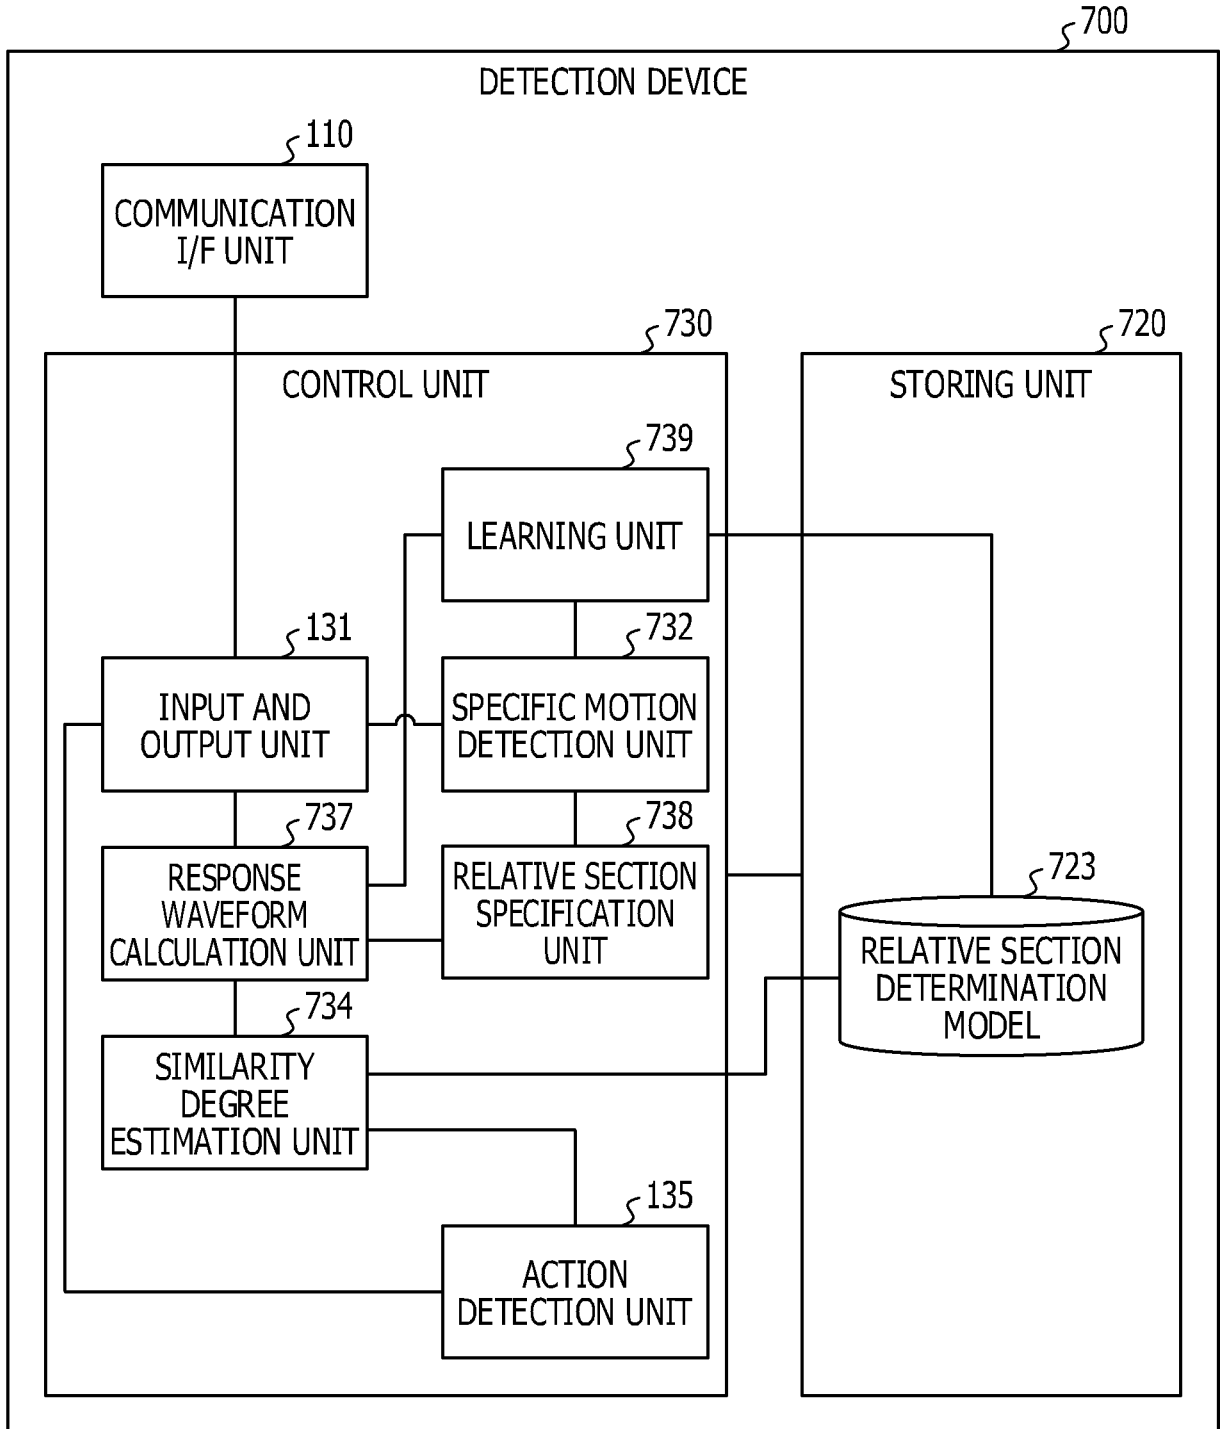 700
DETECTION DEVICE
110
COMMUNICATION
I/F UNIT
730
CONTROL UNIT
720
STORING UNIT
739
LEARNING UNIT
131
INPUT AND
OUTPUT UNIT
732
SPECIFIC MOTION
DETECTION UNIT
737
RESPONSE
WAVEFORM
CALCULATION UNIT
738
RELATIVE SECTION
SPECIFICATION
UNIT
723
RELATIVE SECTION
DETERMINATION
MODEL
734
SIMILARITY
DEGREE
ESTIMATION UNIT
135
ACTION
DETECTION UNIT